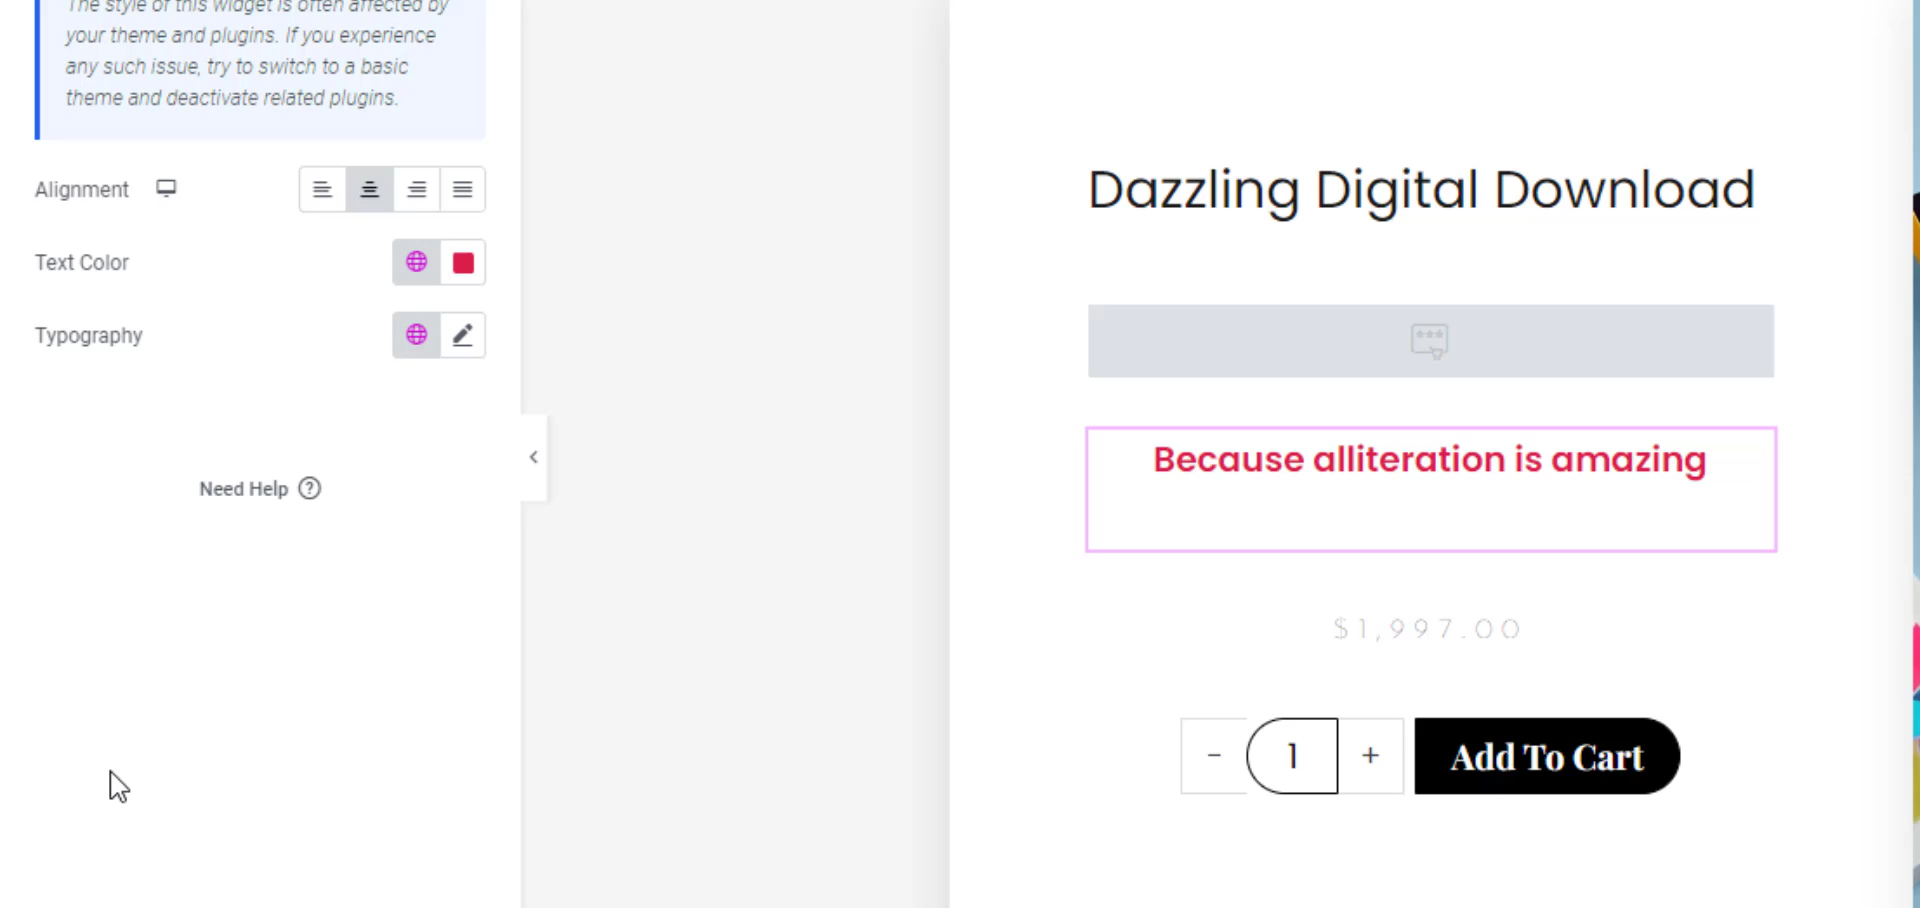 The style of this widget is often affected by
your theme and plugins. If you experience
any such issue, try to switch to a basic
theme and deactivate related plugins.
Alignment
Text Color
Typography
Need Help ?
Dazzling Digital Download
Because alliteration is amazing
$1,997.00
- 1 + Add To Cart